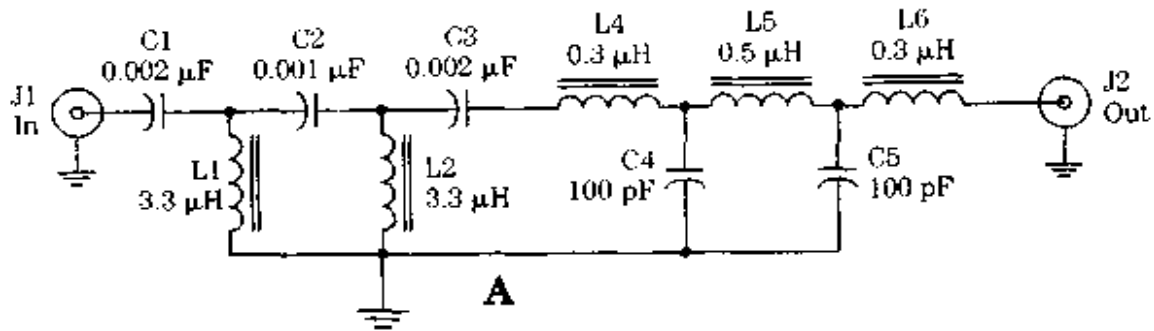 C1
0.002 µF
C2
0.001 µF
C3
0.002 µF
L4
0.3 µH
L5
0.5 µH
L6
0.3 µH
J1
In
J2
Out
L1
3.3 µH
L2
3.3 µH
C4
100 pF
C5
100 pF
A